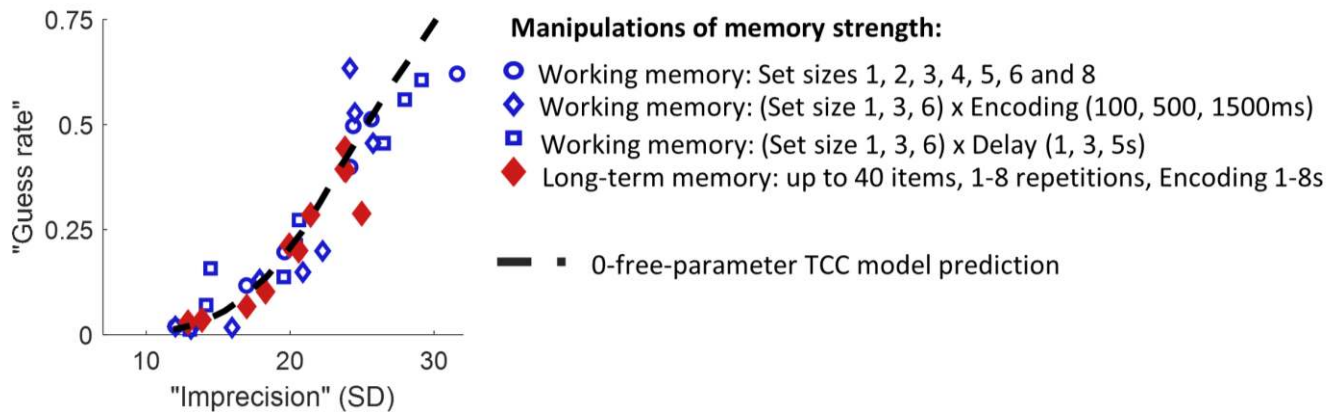 0.75
0.5
0.25
0
"Guess rate"
10
20
30
"Imprecision" (SD)
Manipulations of memory strength:
Working memory: Set sizes 1, 2, 3, 4, 5, 6 and 8
Working memory: (Set size 1, 3, 6) x Encoding (100, 500, 1500ms)
Working memory: (Set size 1, 3, 6) x Delay (1, 3, 5s)
Long-term memory: up to 40 items, 1-8 repetitions, Encoding 1-8s
0-free-parameter TCC model prediction